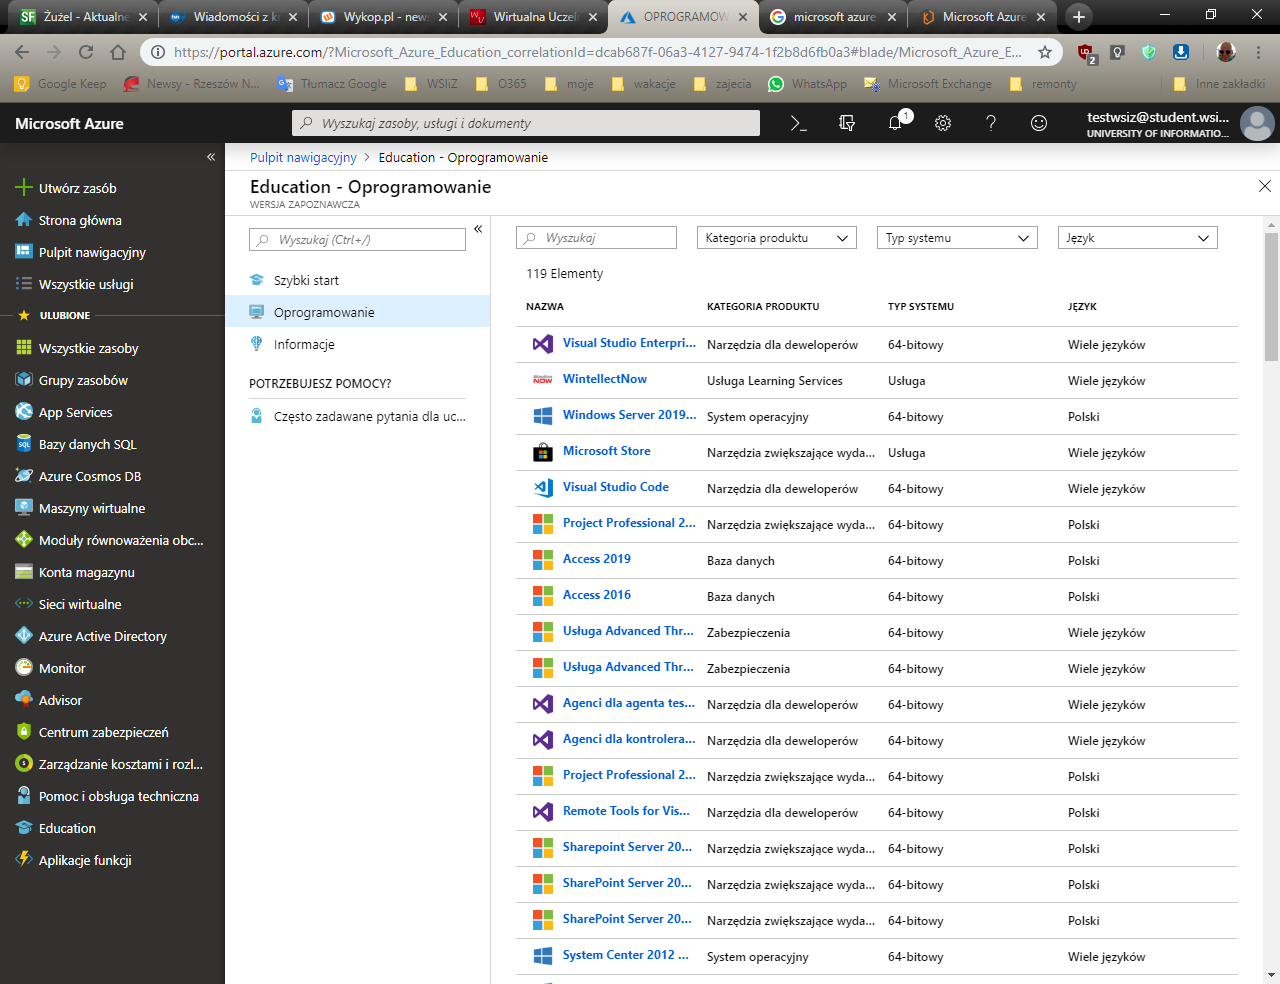 Żużel - Aktualne
Wiadomości z k
Wykop.pl - new
Wirtualna Uczel
OPROGRAMOW
microsoft azure
Microsoft Azure
https://portal.azure.com/?Microsoft_Azure_Education_correlationId=dcab687f-06a3-4127-9474-1f2b8d6fb0a3#blade/Microsoft_Azure_E...
2
Google Keep
Newsy - Rzeszów N...
Tłumacz Google
WSIiZ
O365
moje
wakacje
zajecia
WhatsApp
Microsoft Exchange
remonty
Inne zakładki
Microsoft Azure
Wyszukaj zasoby, usługi i dokumenty
1
testwsiz@student.wsi...
UNIVERSITY OF INFORMATIO...
Utwórz zasób
Strona główna
Pulpit nawigacyjny
Wszystkie usługi
ULUBIONE
Wszystkie zasoby
Grupy zasobów
App Services
Bazy danych SQL
Azure Cosmos DB
Maszyny wirtualne
Moduły równoważenia obc...
Konta magazynu
Sieci wirtualne
Azure Active Directory
Monitor
Advisor
Centrum zabezpieczeń
Zarządzanie kosztami i rozl...
Pomoc i obsługa techniczna
Education
Aplikacje funkcji
Pulpit nawigacyjny > Education - Oprogramowanie
Education - Oprogramowanie
WERSJA ZAPOZNAWCZA
Wyszukaj (Ctrl+/)
Szybki start
Oprogramowanie
Informacje
POTRZEBUJESZ POMOCY?
Często zadawane pytania dla uc...
Wyszukaj
Kategoria produktu
Typ systemu
Język
119 Elementy
NAZWA KATEGORIA PRODUKTU TYP SYSTEMU JĘZYK
Visual Studio Enterpri... Narzędzia dla deweloperów 64-bitowy Wiele języków
WintellectNow Usługa Learning Services Usługa Wiele języków
Windows Server 2019... System operacyjny 64-bitowy Polski
Microsoft Store Narzędzia zwiększające wyda... Usługa Wiele języków
Visual Studio Code Narzędzia dla deweloperów 64-bitowy Wiele języków
Project Professional 2... Narzędzia zwiększające wyda... 64-bitowy Polski
Access 2019 Baza danych 64-bitowy Polski
Access 2016 Baza danych 64-bitowy Polski
Usługa Advanced Thr... Zabezpieczenia 64-bitowy Wiele języków
Usługa Advanced Thr... Zabezpieczenia 64-bitowy Wiele języków
Agenci dla agenta tes... Narzędzia dla deweloperów 64-bitowy Wiele języków
Agenci dla kontrolera... Narzędzia dla deweloperów 64-bitowy Wiele języków
Project Professional 2... Narzędzia zwiększające wyda... 64-bitowy Polski
Remote Tools for Vis... Narzędzia dla deweloperów 64-bitowy Polski
Sharepoint Server 20... Narzędzia zwiększające wyda... 64-bitowy Polski
SharePoint Server 20... Narzędzia zwiększające wyda... 64-bitowy Polski
SharePoint Server 20... Narzędzia zwiększające wyda... 64-bitowy Polski
System Center 2012 ... System operacyjny 64-bitowy Wiele języków